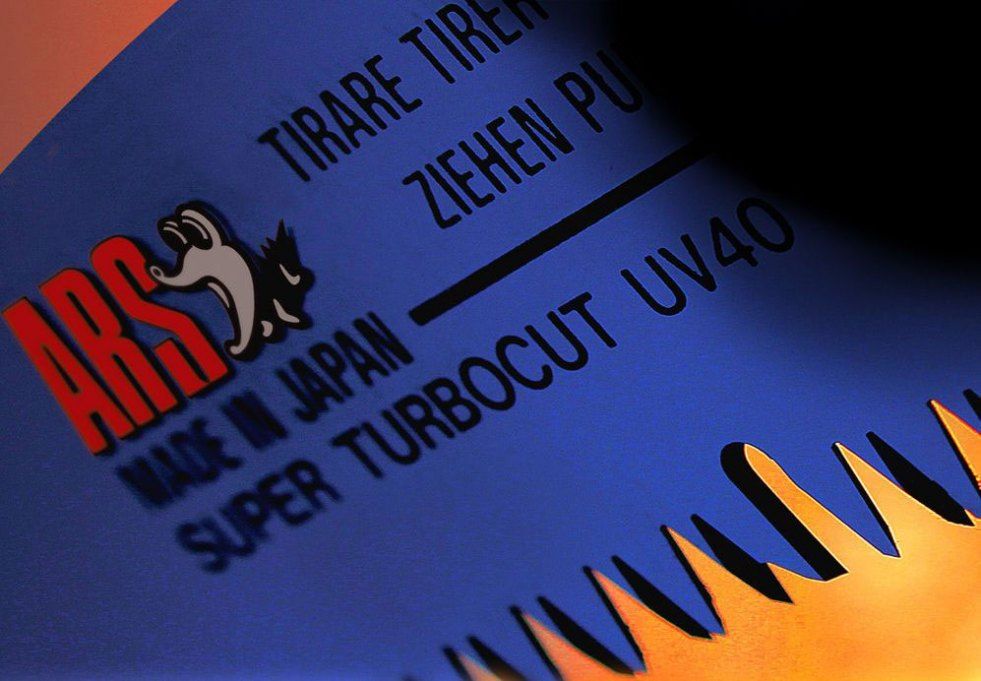 TIRARE TIRER
ZIEHEN PU
ARS
MADE IN JAPAN
SUPER TURBOCUT UV40